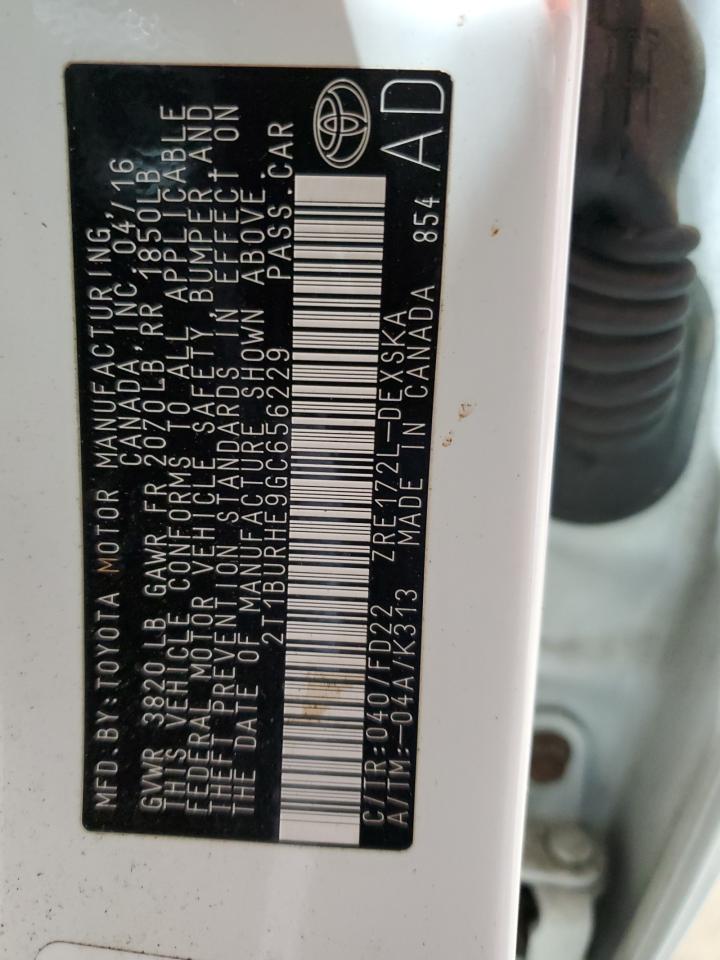 MFD.BY:TOYOTA MOTOR MANUFACTURING,
CANADA, INC.04/16
GVWR 3820 LB GAWR FR 2070LB, RR 1850LB
THIS VEHICLE CONFORMS TO ALL APPLICABLE
FEDERAL MOTOR VEHICLE SAFETY, BUMPER AND
THEFT PREVENTION STANDARDS IN EFFECT ON
THE DATE OF MANUFACTURE SHOWN ABOVE.
2T1BURHE9GC656229 PASS.CAR
C/TR:040/FD22 ZRE172L-DEXSKA
A/TM:-04A/K313 MADE IN CANADA 854
AD